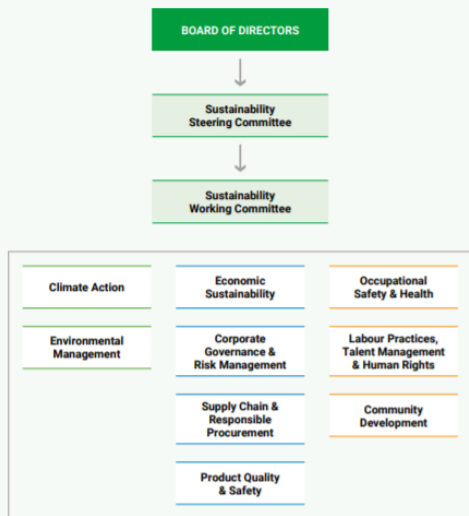 BOARD OF DIRECTORS
Sustainability
Steering Committee
Sustainability
Working Committee
Climate Action
Environmental
Management
Economic
Sustainability
Corporate
Governance &
Risk Management
Supply Chain &
Responsible
Procurement
Product Quality
& Safety
Occupational
Safety & Health
Labour Practices,
Talent Management
& Human Rights
Community
Development